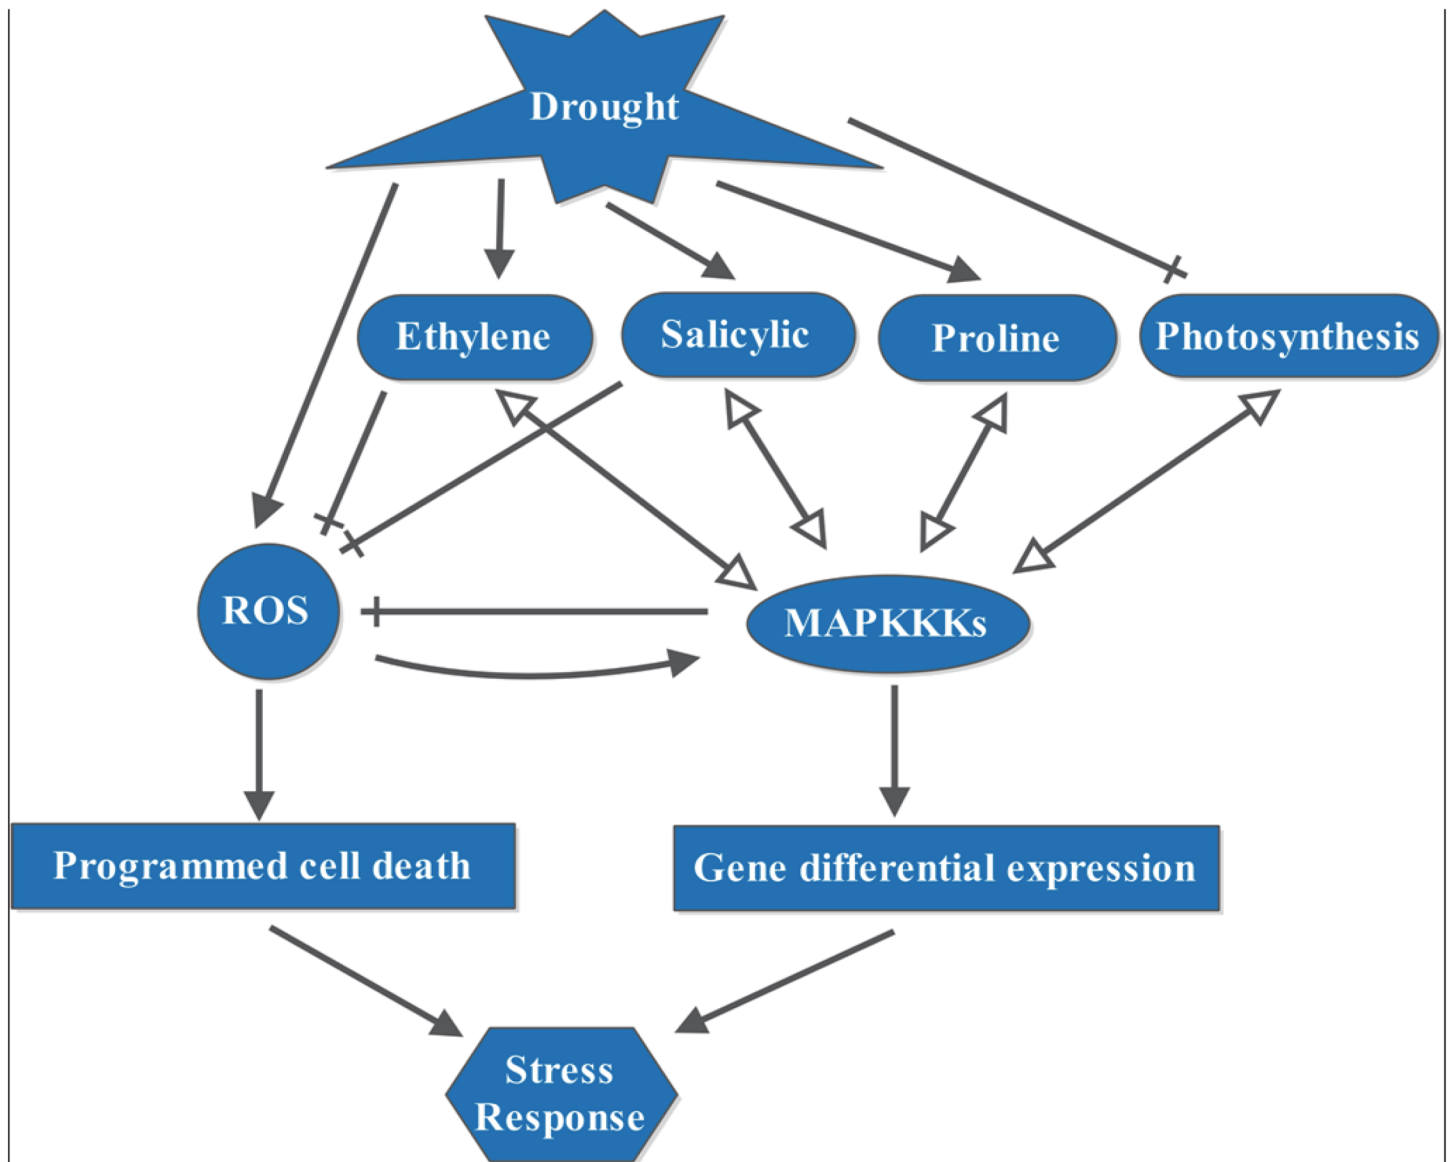 Drought
Ethylene
Salicylic
Proline
Photosynthesis
ROS
MAPKKKs
Programmed cell death
Gene differential expression
Stress
Response